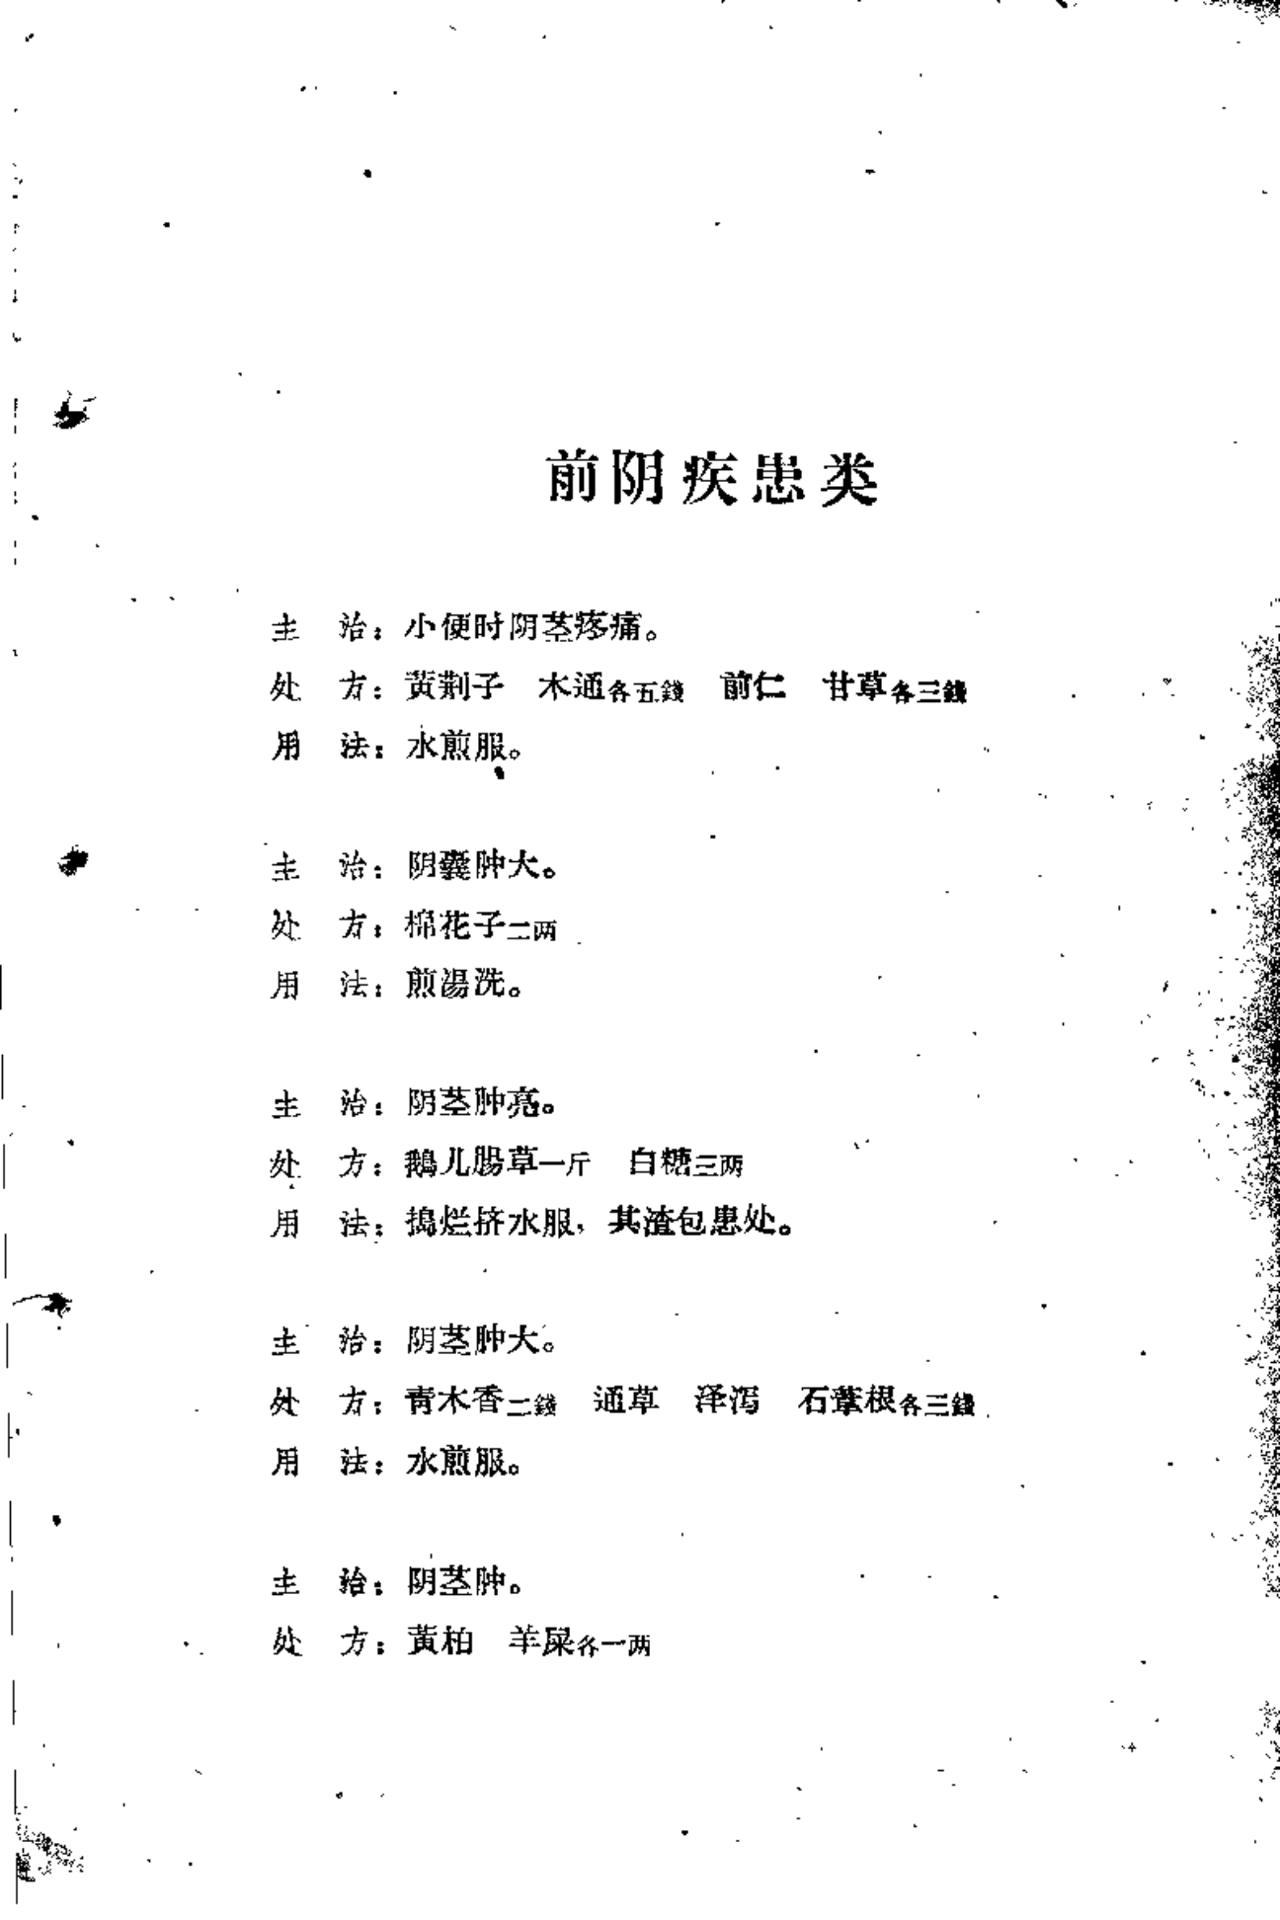 前阴疾患类
主　治：小便时阴茎疼痛。
处　方：黄荆子　木通各五錢　前仁　甘草各三錢
用　法：水煎服。
主　治：阴囊肿大。
处　方：棉花子二两
用　法：煎湯洗。
主　治：阴茎肿亮。
处　方：鵝儿腸草一斤　白糖三两
用　法：搗烂挤水服，其渣包患处。
主　治：阴茎肿大。
处　方：青木香二錢　通草　泽泻　石葦根各三錢
用　法：水煎服。
主　治：阴茎肿。
处　方：黄柏　羊屎各一两